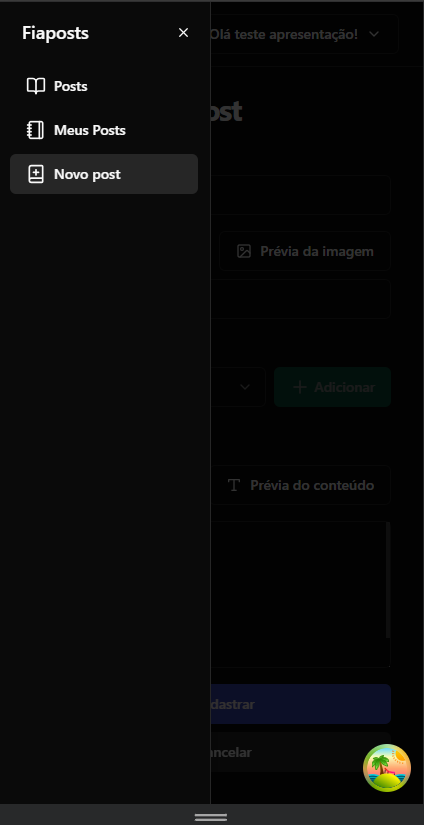 Fiaposts
Olá teste apresentação!
Posts
ost
Meus Posts
Novo post
Prévia da imagem
Adicionar
Prévia do conteúdo
dastrar
ncelar